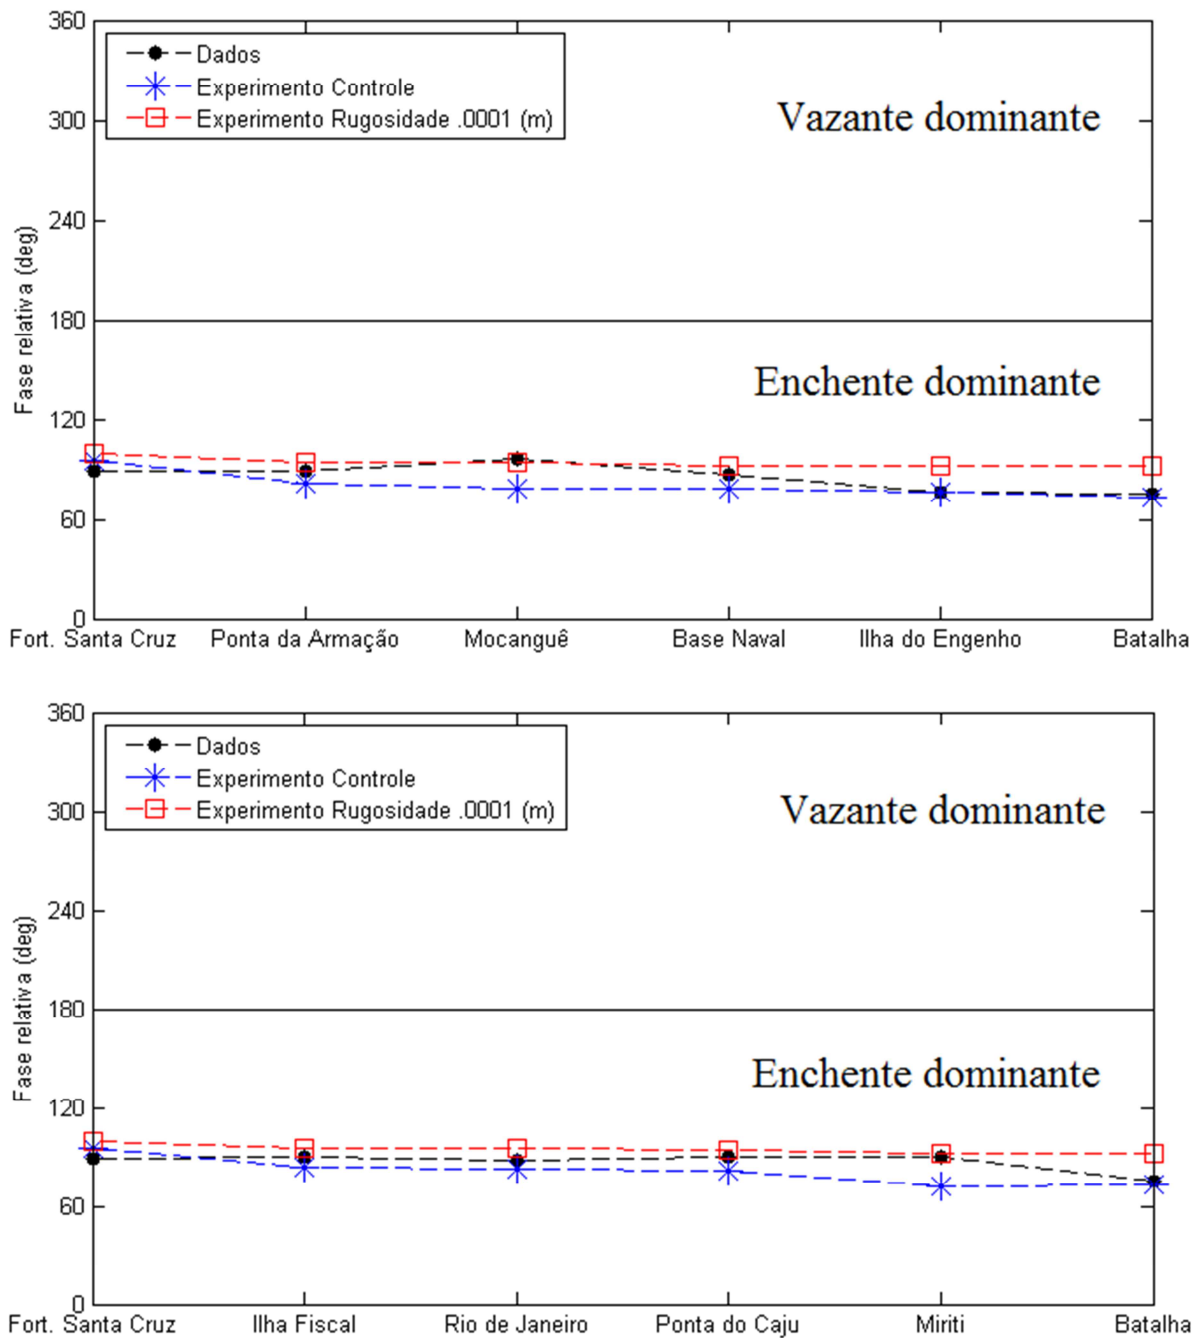 360
Dados
Experimento Controle
Experimento Rugosidade .0001 (m)
Vazante dominante
300
240
Fase relativa (deg)
180
Enchente dominante
120
60
0
Fort. Santa Cruz Ponta da Armação Mocanguê Base Naval Ilha do Engenho Batalha
360
Dados
Experimento Controle
Experimento Rugosidade .0001 (m)
Vazante dominante
300
240
Fase relativa (deg)
180
Enchente dominante
120
60
0
Fort. Santa Cruz Ilha Fiscal Rio de Janeiro Ponta do Caju Miriti Batalha